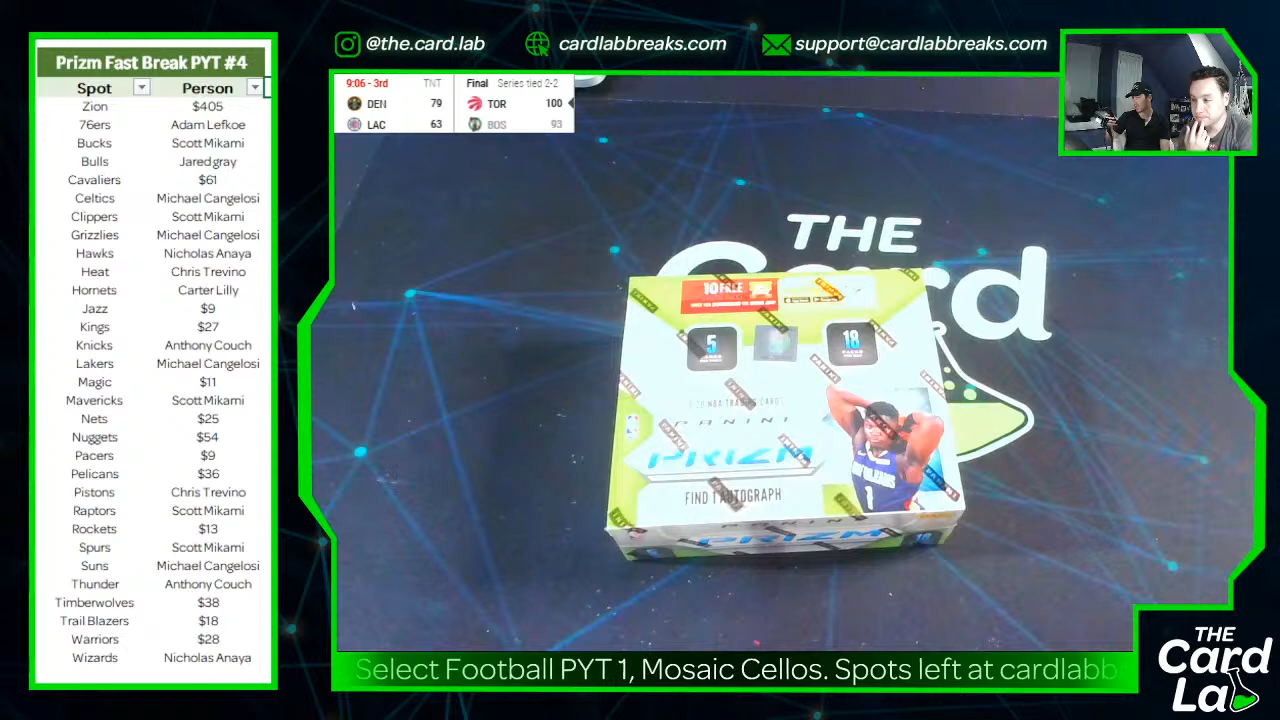 Prizm Fast Break PYT #4
Spot Person
Zion $405
76ers Adam Lefkoe
Bucks Scott Mikami
Bulls Jared gray
Cavaliers $61
Celtics Michael Cangelosi
Clippers Scott Mikami
Grizzlies Michael Cangelosi
Hawks Nicholas Anaya
Heat Chris Trevino
Hornets Carter Lilly
Jazz $9
Kings $27
Knicks Anthony Couch
Lakers Michael Cangelosi
Magic $11
Mavericks Scott Mikami
Nets $25
Nuggets $54
Pacers $9
Pelicans $36
Pistons Chris Trevino
Raptors Scott Mikami
Rockets $13
Spurs Scott Mikami
Suns Michael Cangelosi
Thunder Anthony Couch
Timberwolves $38
Trail Blazers $18
Warriors $28
Wizards Nicholas Anaya
@the.card.lab
cardlabbreaks.com
support@cardlabbreaks.com
9:06 - 3rd TNT
DEN 79
LAC 63
Final Series tied 2-2
TOR 100
BOS 93
THE
Card
10 FREE
5
18
NBA TRADING CARDS
PANINI
PRIZM
FIND 1 AUTOGRAPH
1
PANINI
PRIZM
Select Football PYT 1, Mosaic Cellos. Spots left at cardlabb
THE
Card
La